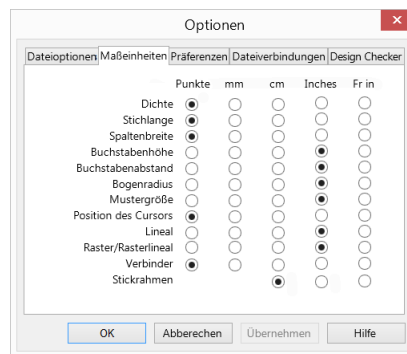 Optionen
Dateioptionen Maßeinheiten Präferenzen Dateiverbindungen Design Checker
Punkte mm cm Inches Fr in
Dichte
Stichlange
Spaltenbreite
Buchstabenhöhe
Buchstabenabstand
Bogenradius
Mustergröße
Position des Cursors
Lineal
Raster/Rasterlineal
Verbinder
Stickrahmen
OK Abberechen Übernehmen Hilfe